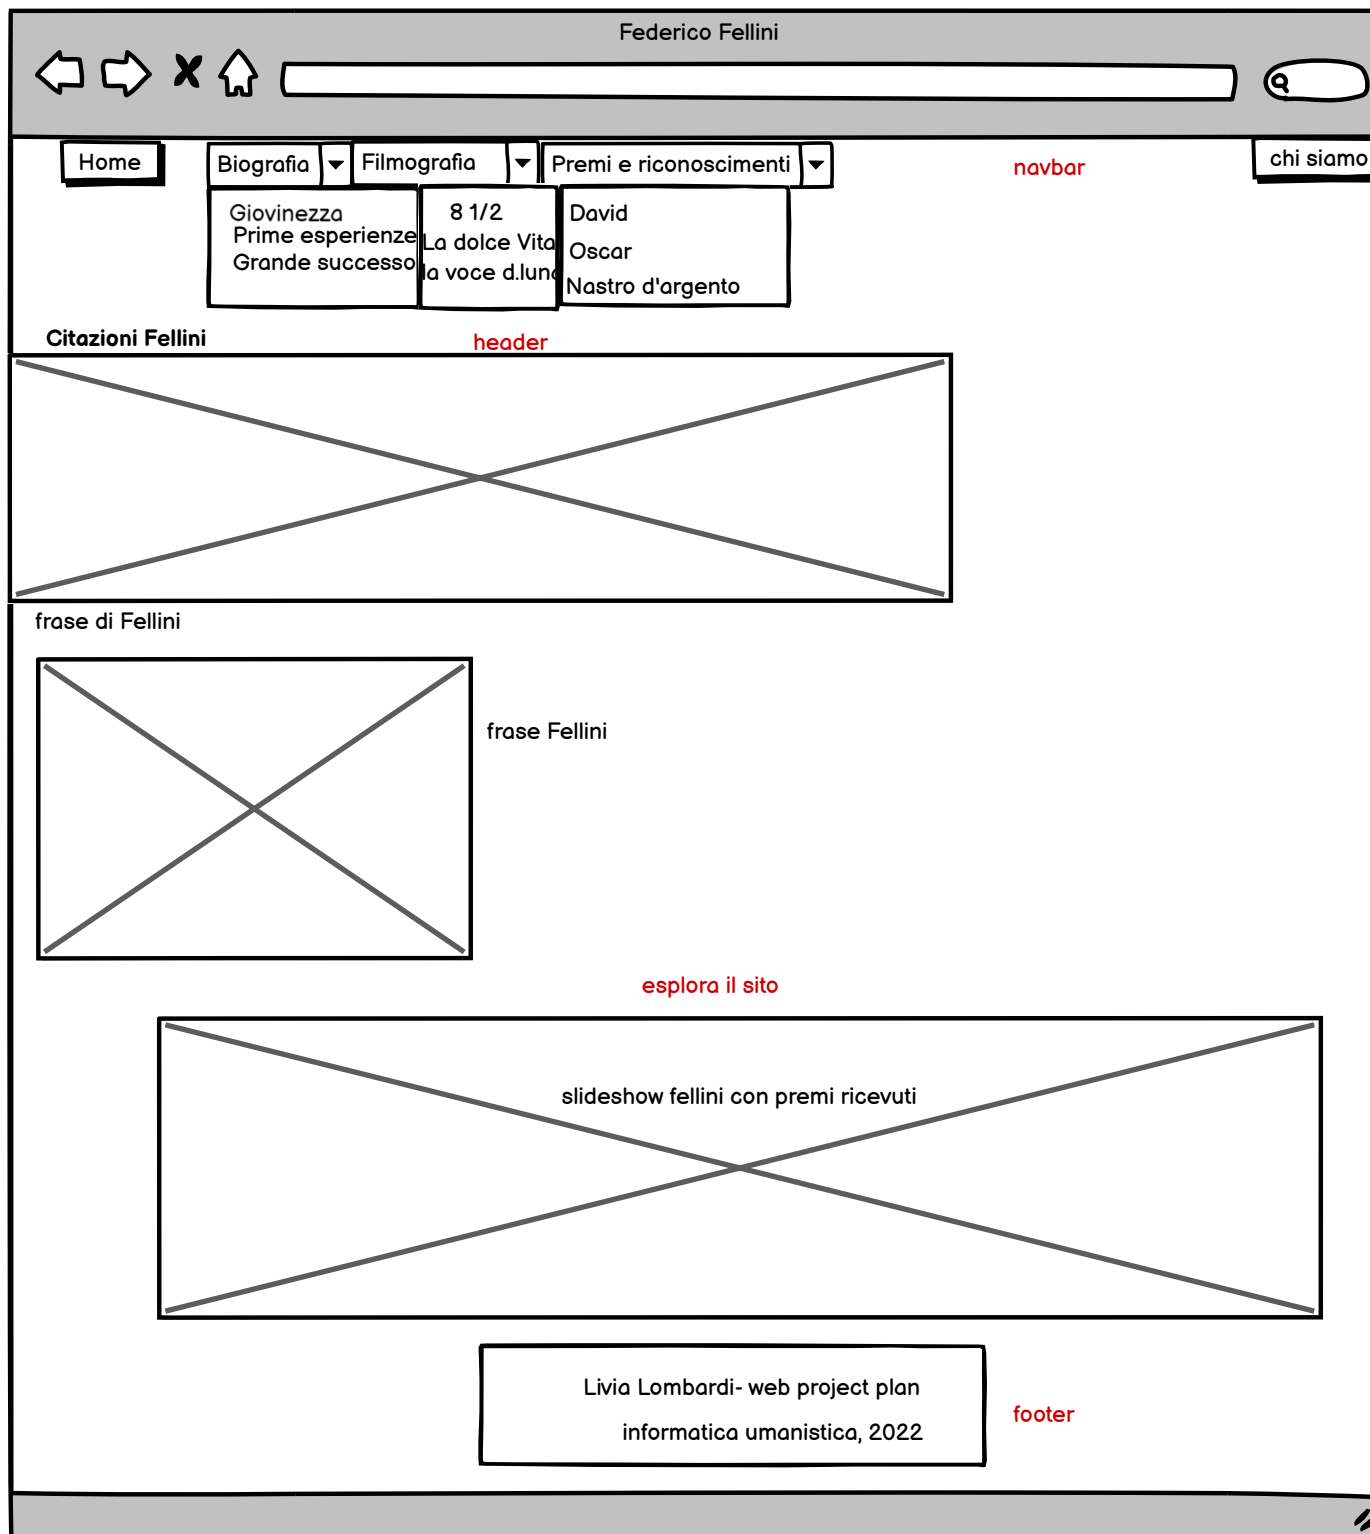 Federico Fellini
Home
Biografia
Filmografia
Premi e riconoscimenti
navbar
chi siamo
Giovinezza
Prime esperienze
Grande successo
8 1/2
La dolce Vita
la voce d.luna
David
Oscar
Nastro d'argento
Citazioni Fellini
header
frase di Fellini
frase Fellini
esplora il sito
slideshow fellini con premi ricevuti
Livia Lombardi- web project plan
informatica umanistica, 2022
footer